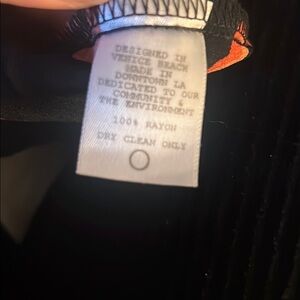 DESIGNED IN
VENICE BEACH
MADE IN
DOWNTOWN LA
DEDICATED TO OUR
COMMUNITY &
THE ENVIRONMENT
100% RAYON
DRY CLEAN ONLY